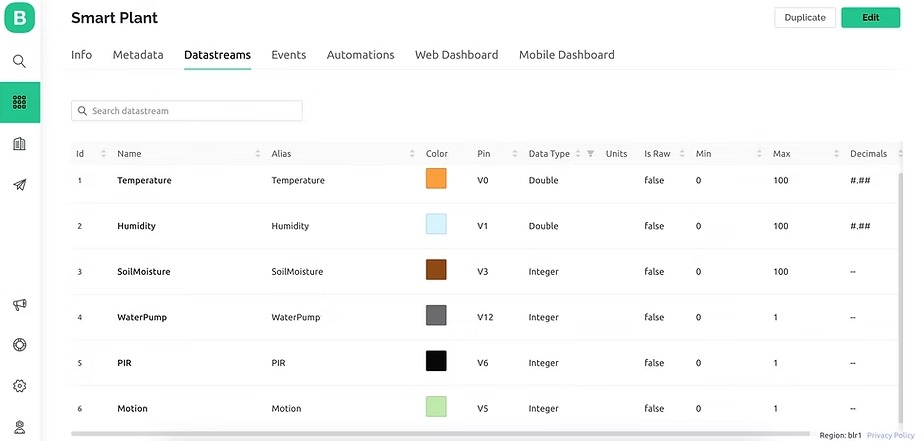 B Smart Plant Duplicate Edit
Info Metadata Datastreams Events Automations Web Dashboard Mobile Dashboard
Search datastream
Id Name Alias Color Pin Data Type Units Is Raw Min Max Decimals
1 Temperature Temperature V0 Double false 0 100 #.##
2 Humidity Humidity V1 Double false 0 100 #.##
3 SoilMoisture SoilMoisture V3 Integer false 0 100 --
4 WaterPump WaterPump V12 Integer false 0 1 --
5 PIR PIR V6 Integer false 0 1 --
6 Motion Motion V5 Integer false 0 1 --
Region: blr1 Privacy Policy